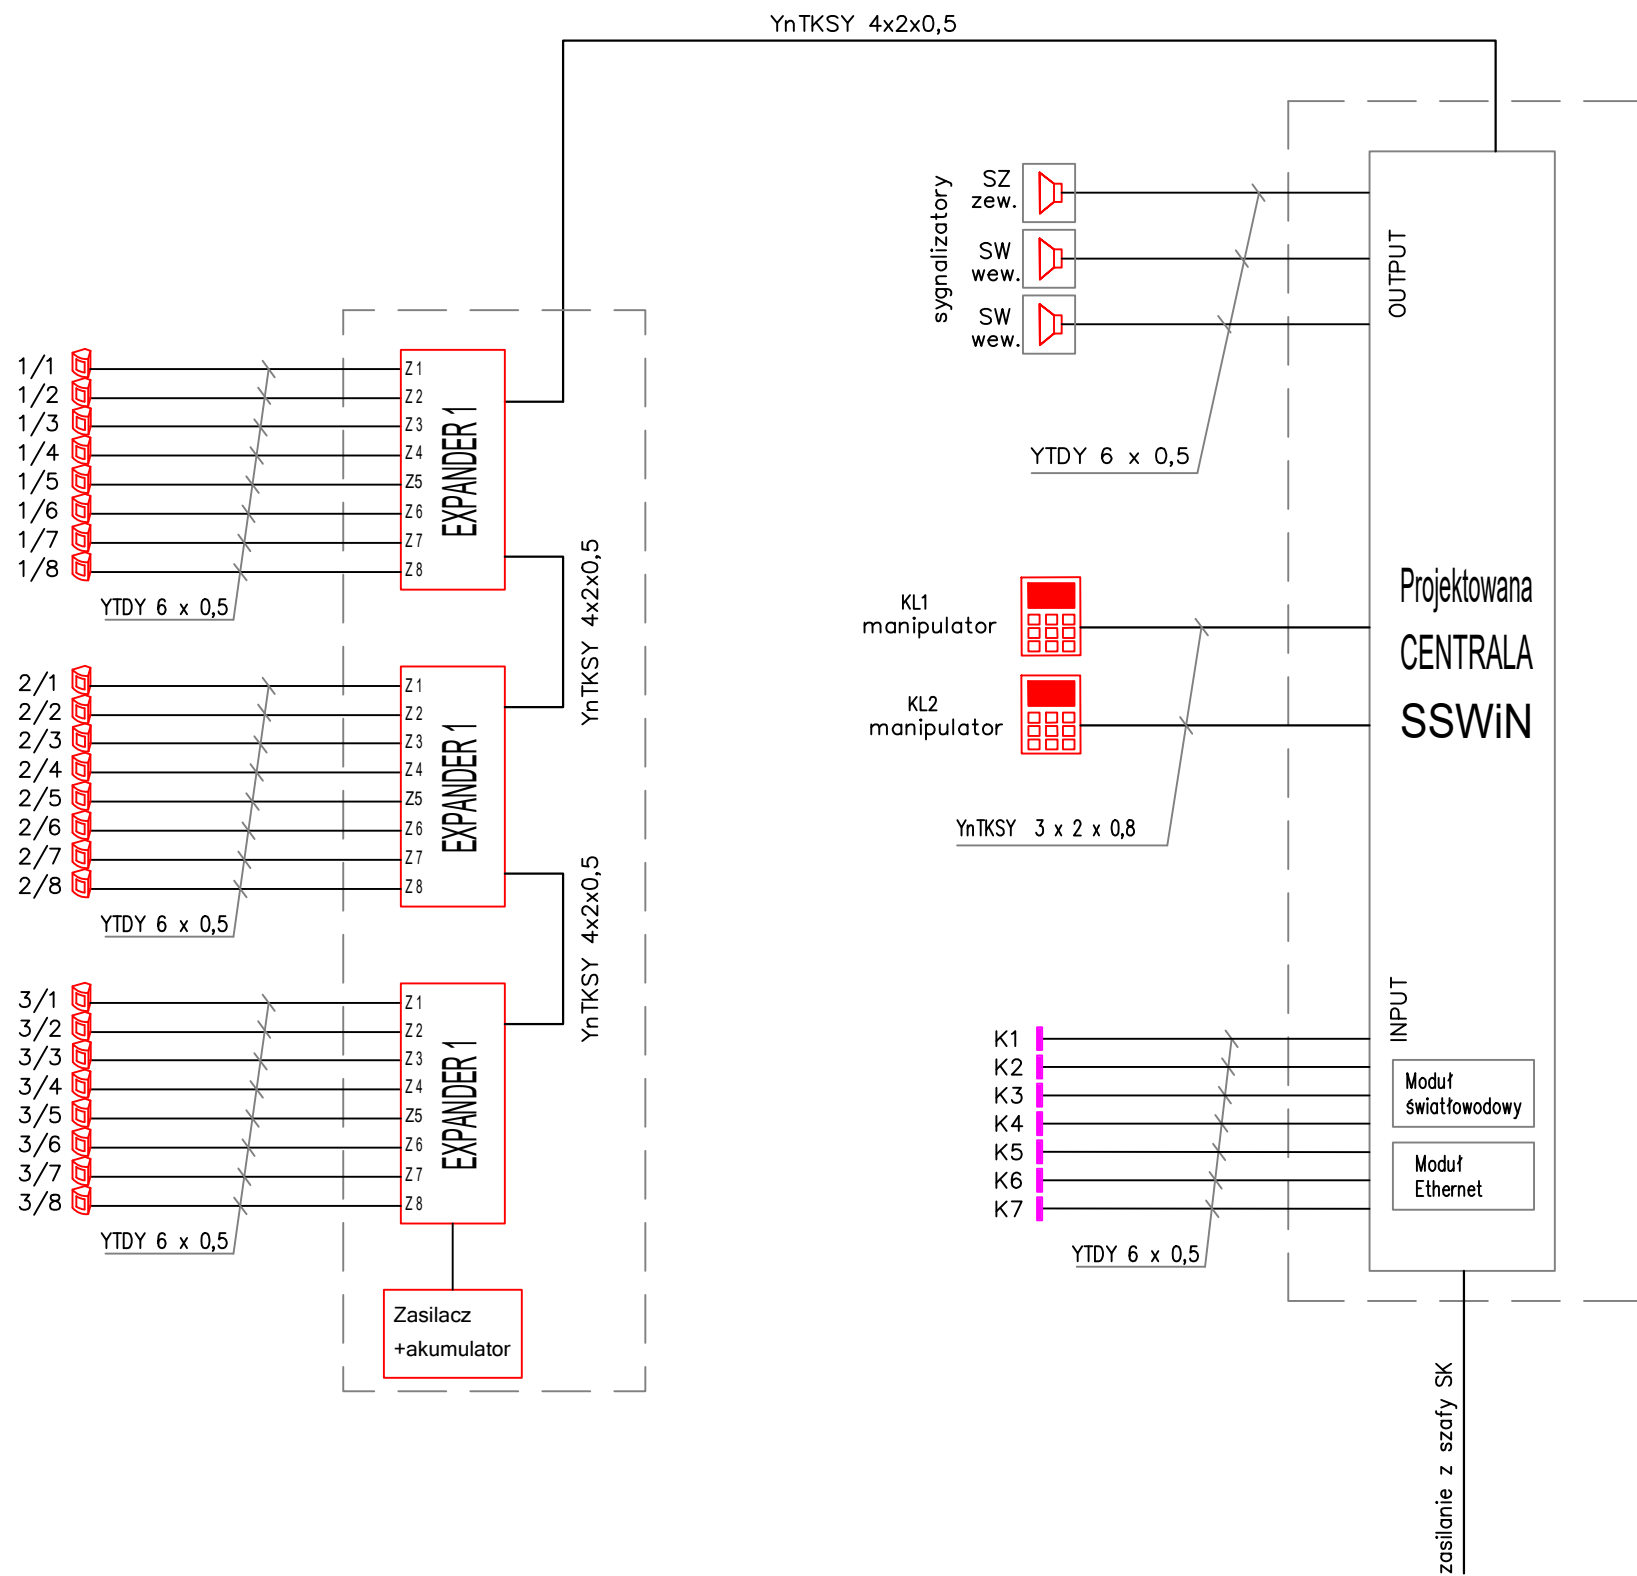 YnTKSY 4x2x0,5
1/1
1/2
1/3
1/4
1/5
1/6
1/7
1/8
Z1
Z2
Z3
Z4
Z5
Z6
Z7
Z8
EXPANDER 1
YTDY 6 x 0,5
YnTKSY 4x2x0,5
2/1
2/2
2/3
2/4
2/5
2/6
2/7
2/8
Z1
Z2
Z3
Z4
Z5
Z6
Z7
Z8
EXPANDER 1
YTDY 6 x 0,5
YnTKSY 4x2x0,5
3/1
3/2
3/3
3/4
3/5
3/6
3/7
3/8
Z1
Z2
Z3
Z4
Z5
Z6
Z7
Z8
EXPANDER 1
YTDY 6 x 0,5
Zasilacz
+akumulator
sygnalizatory
SZ
zew.
SW
wew.
SW
wew.
YTDY 6 x 0,5
OUTPUT
KL1
manipulator
KL2
manipulator
YnTKSY 3 x 2 x 0,8
Projektowana
CENTRALA
SSWiN
INPUT
K1
K2
K3
K4
K5
K6
K7
YTDY 6 x 0,5
Moduł
światłowodowy
Moduł
Ethernet
zasilanie z szafy SK